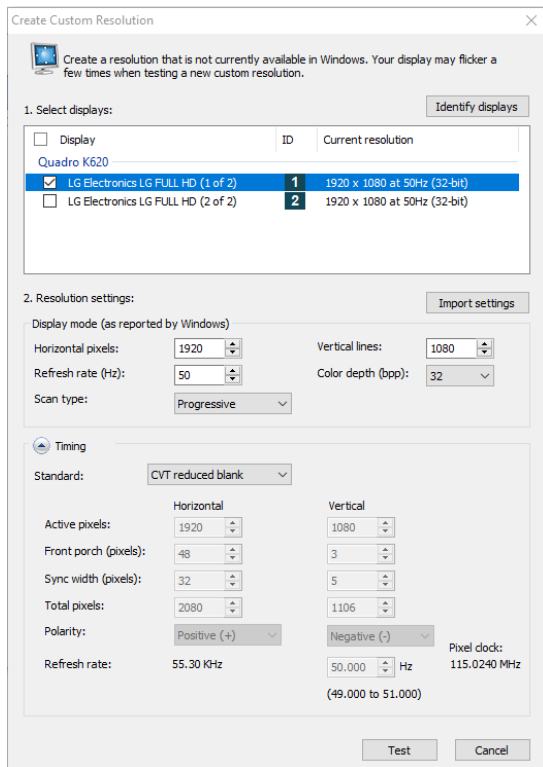 Create Custom Resolution
Create a resolution that is not currently available in Windows. Your display may flicker a
few times when testing a new custom resolution.
1. Select displays:
Identify displays
Display ID Current resolution
Quadro K620
LG Electronics LG FULL HD (1 of 2) 1 1920 x 1080 at 50Hz (32-bit)
LG Electronics LG FULL HD (2 of 2) 2 1920 x 1080 at 50Hz (32-bit)
2. Resolution settings:
Import settings
Display mode (as reported by Windows)
Horizontal pixels: 1920 Vertical lines: 1080
Refresh rate (Hz): 50 Color depth (bpp): 32
Scan type: Progressive
Timing
Standard: CVT reduced blank
Horizontal Vertical
Active pixels: 1920 1080
Front porch (pixels): 48 3
Sync width (pixels): 32 5
Total pixels: 2080 1106
Polarity: Positive (+) Negative (-)
Pixel clock:
Refresh rate: 55.30 KHz 50.000 Hz 115.0240 MHz
(49.000 to 51.000)
Test Cancel